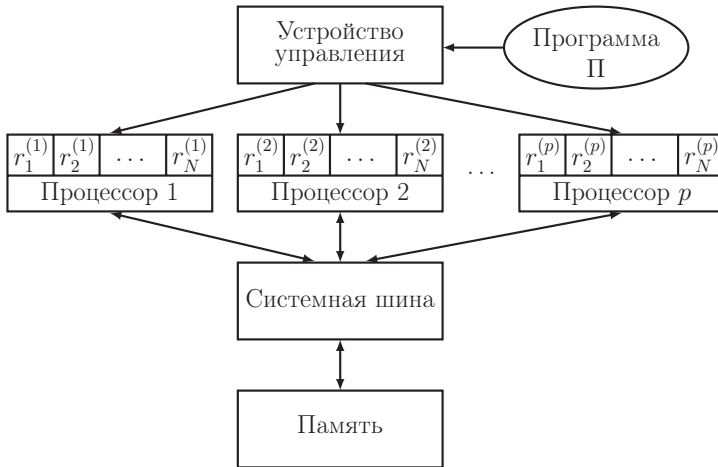 Устройство
управления
Программа
П
r_1^{(1)} r_2^{(1)} ... r_N^{(1)}
Процессор 1
r_1^{(2)} r_2^{(2)} ... r_N^{(2)}
Процессор 2
...
r_1^{(p)} r_2^{(p)} ... r_N^{(p)}
Процессор p
Системная шина
Память